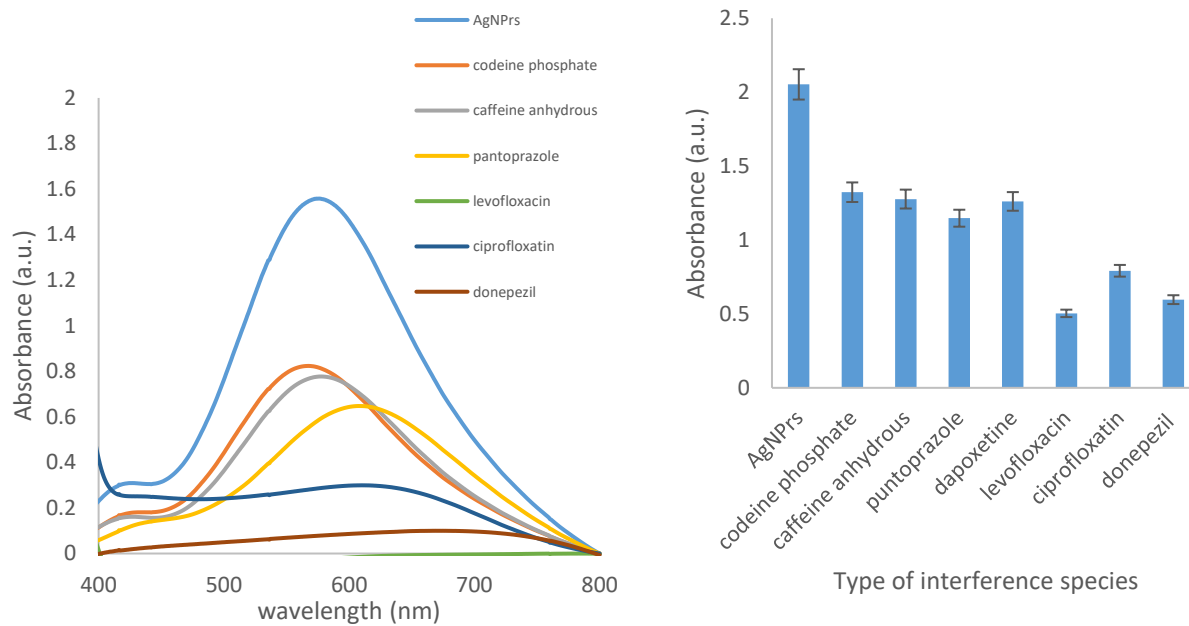 AgNPrs
codeine phosphate
caffeine anhydrous
pantoprazole
levofloxacin
ciprofloxatin
donepezil
2
1.8
1.6
1.4
1.2
1
0.8
0.6
0.4
0.2
0
Absorbance (a.u.)
400
500
600
700
800
wavelength (nm)
2.5
2
1.5
1
0.5
0
Absorbance (a.u.)
AgNPrs
codeine phosphate
caffeine anhydrous
puntoprazole
dapoxetine
levofloxacin
ciprofloxatin
donepezil
Type of interference species